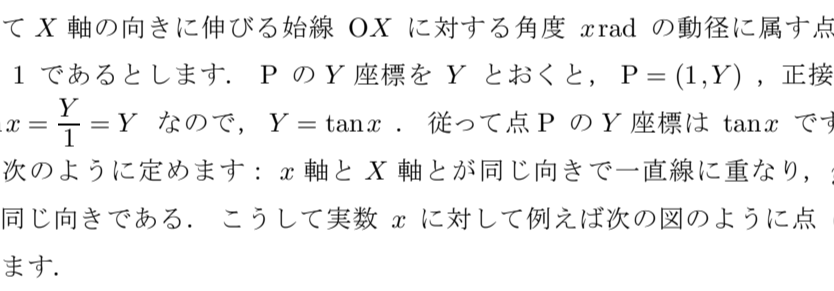 て X 軸の向きに伸びる始線 OX に対する角度 x rad の動径に属す点
1 であるとします. P の Y 座標を Y とおくと, P = (1, Y) , 正接
x = Y/1 = Y なので, Y = tan x . 従って点 P の Y 座標は tan x です
次のように定めます : x 軸と X 軸とが同じ向きで一直線に重なり,
同じ向きである. こうして実数 x に対して例えば次の図のように点
ます.